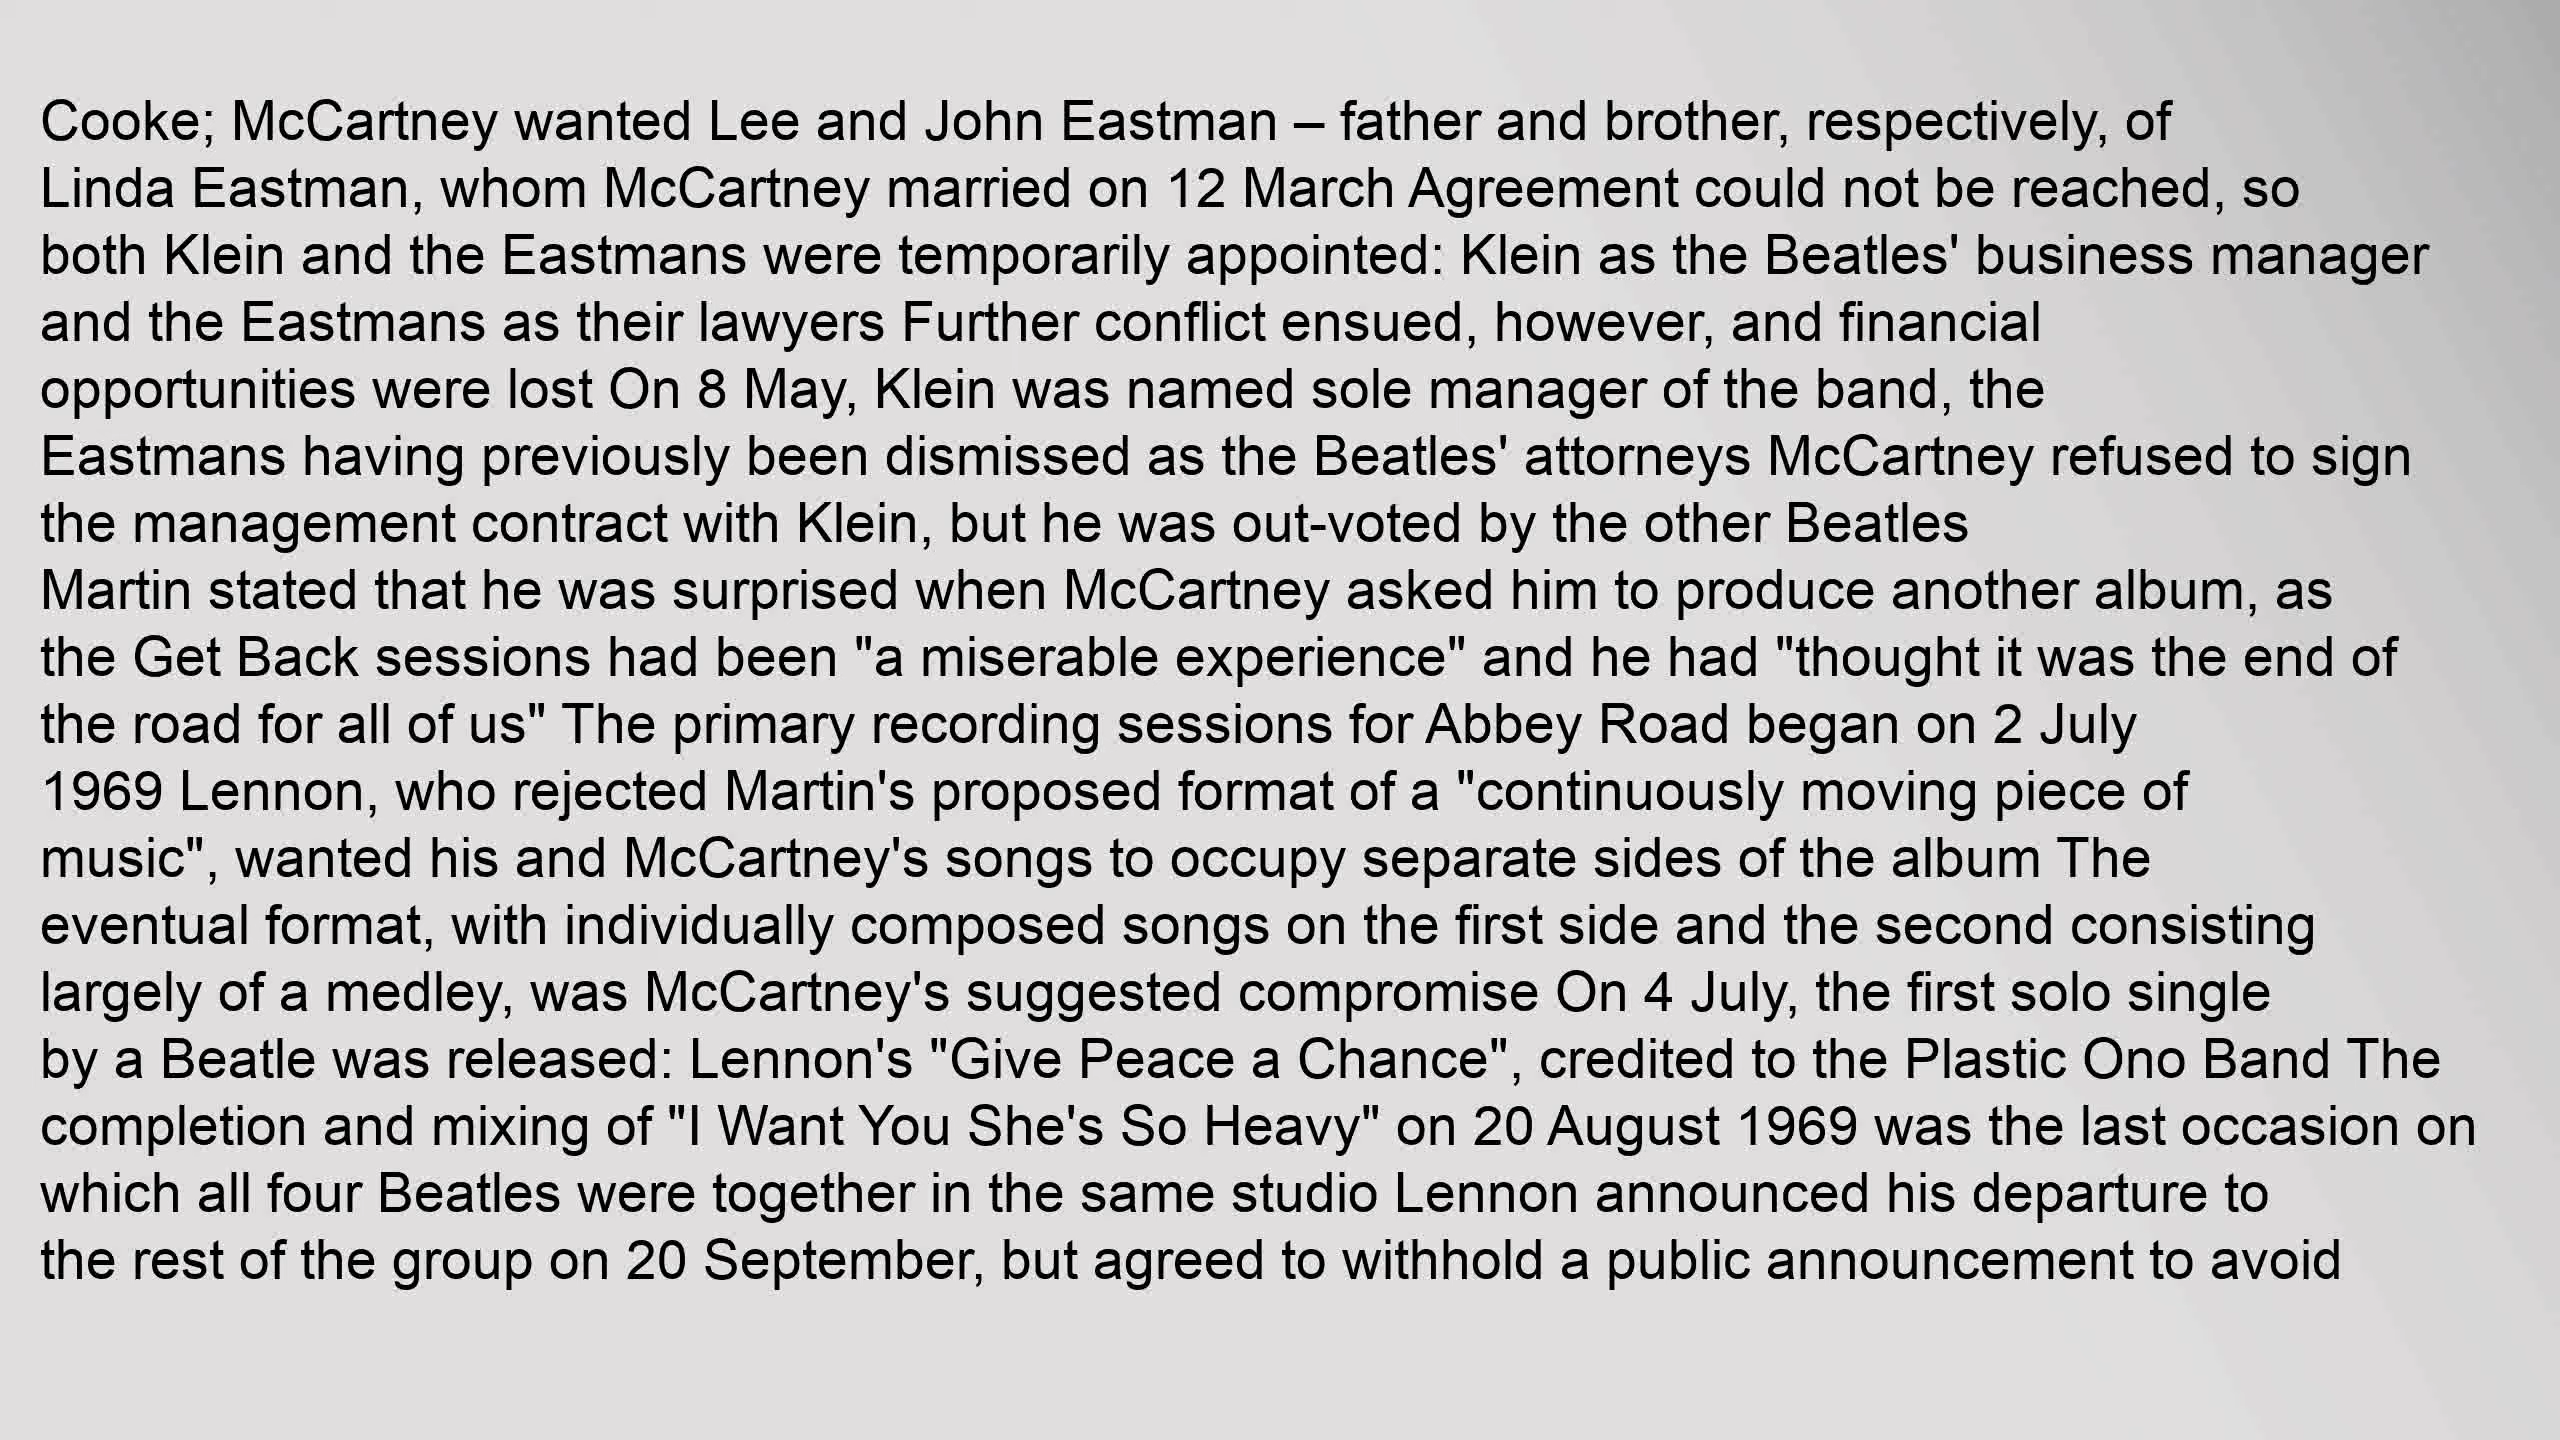 Cooke; McCartney wanted Lee and John Eastman – father and brother, respectively, of
Linda Eastman, whom McCartney married on 12 March Agreement could not be reached, so
both Klein and the Eastmans were temporarily appointed: Klein as the Beatles' business manager
and the Eastmans as their lawyers Further conflict ensued, however, and financial
opportunities were lost On 8 May, Klein was named sole manager of the band, the
Eastmans having previously been dismissed as the Beatles' attorneys McCartney refused to sign
the management contract with Klein, but he was out-voted by the other Beatles
Martin stated that he was surprised when McCartney asked him to produce another album, as
the Get Back sessions had been "a miserable experience" and he had "thought it was the end of
the road for all of us" The primary recording sessions for Abbey Road began on 2 July
1969 Lennon, who rejected Martin's proposed format of a "continuously moving piece of
music", wanted his and McCartney's songs to occupy separate sides of the album The
eventual format, with individually composed songs on the first side and the second consisting
largely of a medley, was McCartney's suggested compromise On 4 July, the first solo single
by a Beatle was released: Lennon's "Give Peace a Chance", credited to the Plastic Ono Band The
completion and mixing of "I Want You She's So Heavy" on 20 August 1969 was the last occasion on
which all four Beatles were together in the same studio Lennon announced his departure to
the rest of the group on 20 September, but agreed to withhold a public announcement to avoid